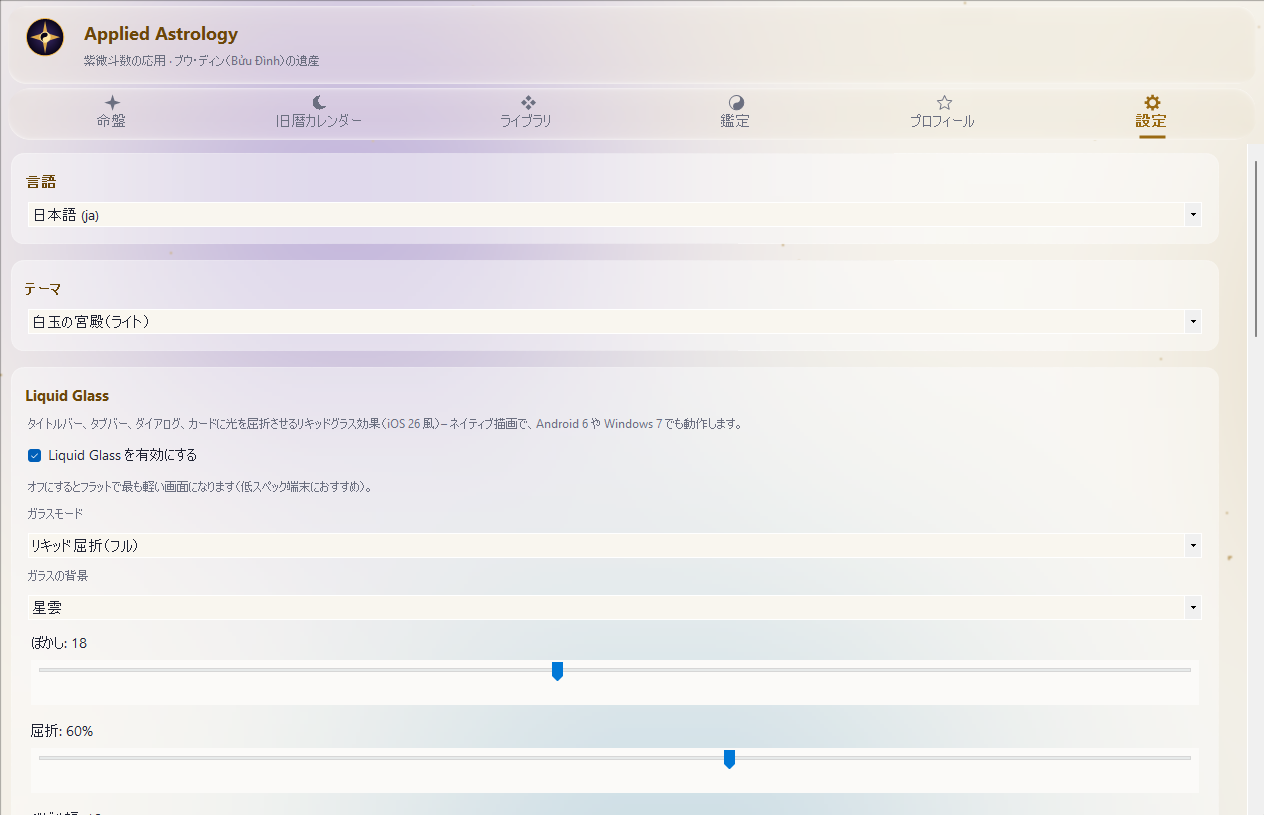 Applied Astrology
紫微斗数の応用 · ブウ・ディン(Bửu Đình)の遺産
命盤
旧暦カレンダー
ライブラリ
鑑定
プロフィール
設定
言語
日本語 (ja)
テーマ
白玉の宮殿(ライト)
Liquid Glass
タイトルバー、タブバー、ダイアログ、カードに光を屈折させるリキッドグラス効果(iOS 26 風) – ネイティブ描画で、Android 6 や Windows 7 でも動作します。
Liquid Glass を有効にする
オフにするとフラットで最も軽い画面になります(低スペック端末におすすめ)。
ガラスモード
リキッド屈折(フル)
ガラスの背景
星雲
ぼかし: 18
屈折: 60%